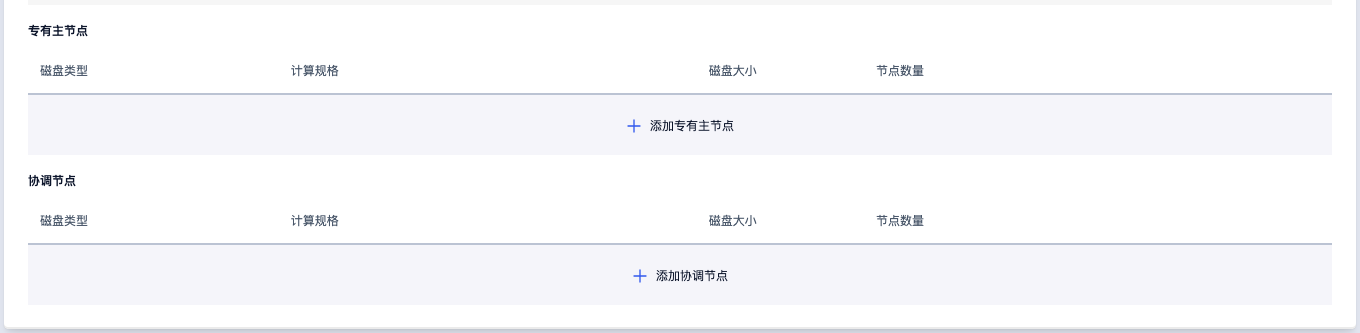 专有主节点
磁盘类型 计算规格 磁盘大小 节点数量
添加专有主节点
协调节点
磁盘类型 计算规格 磁盘大小 节点数量
添加协调节点